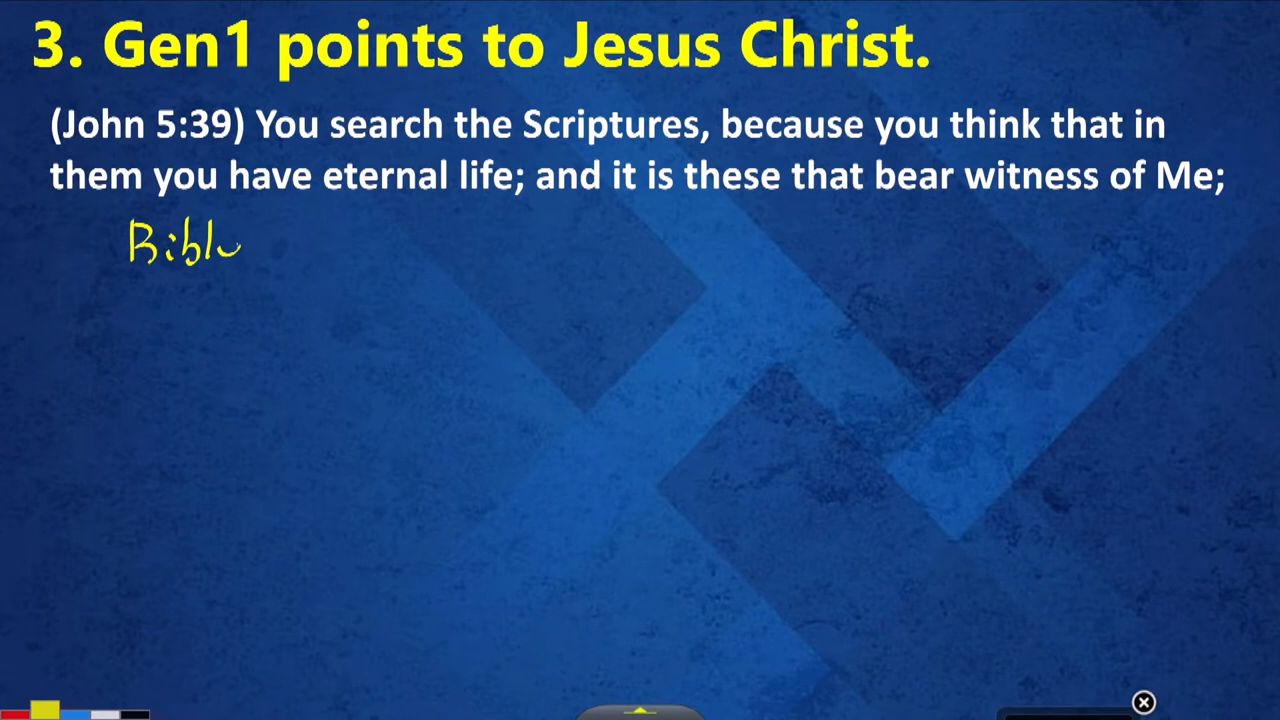 3. Gen1 points to Jesus Christ.
(John 5:39) You search the Scriptures, because you think that in
them you have eternal life; and it is these that bear witness of Me;
Bible